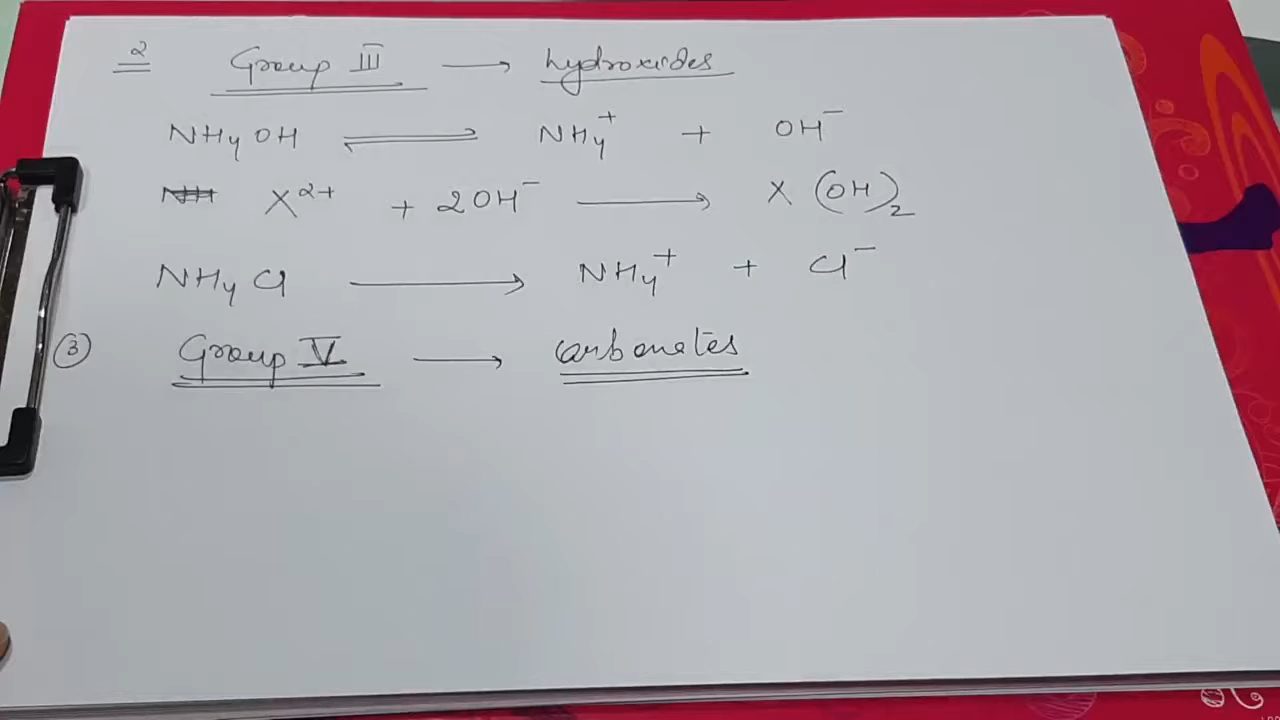 2 Group III → hydroxides
NH4OH ⇌ NH4+ + OH-
X2+ + 2OH- → X(OH)2
NH4Cl → NH4+ + Cl-
③ Group V → carbonates